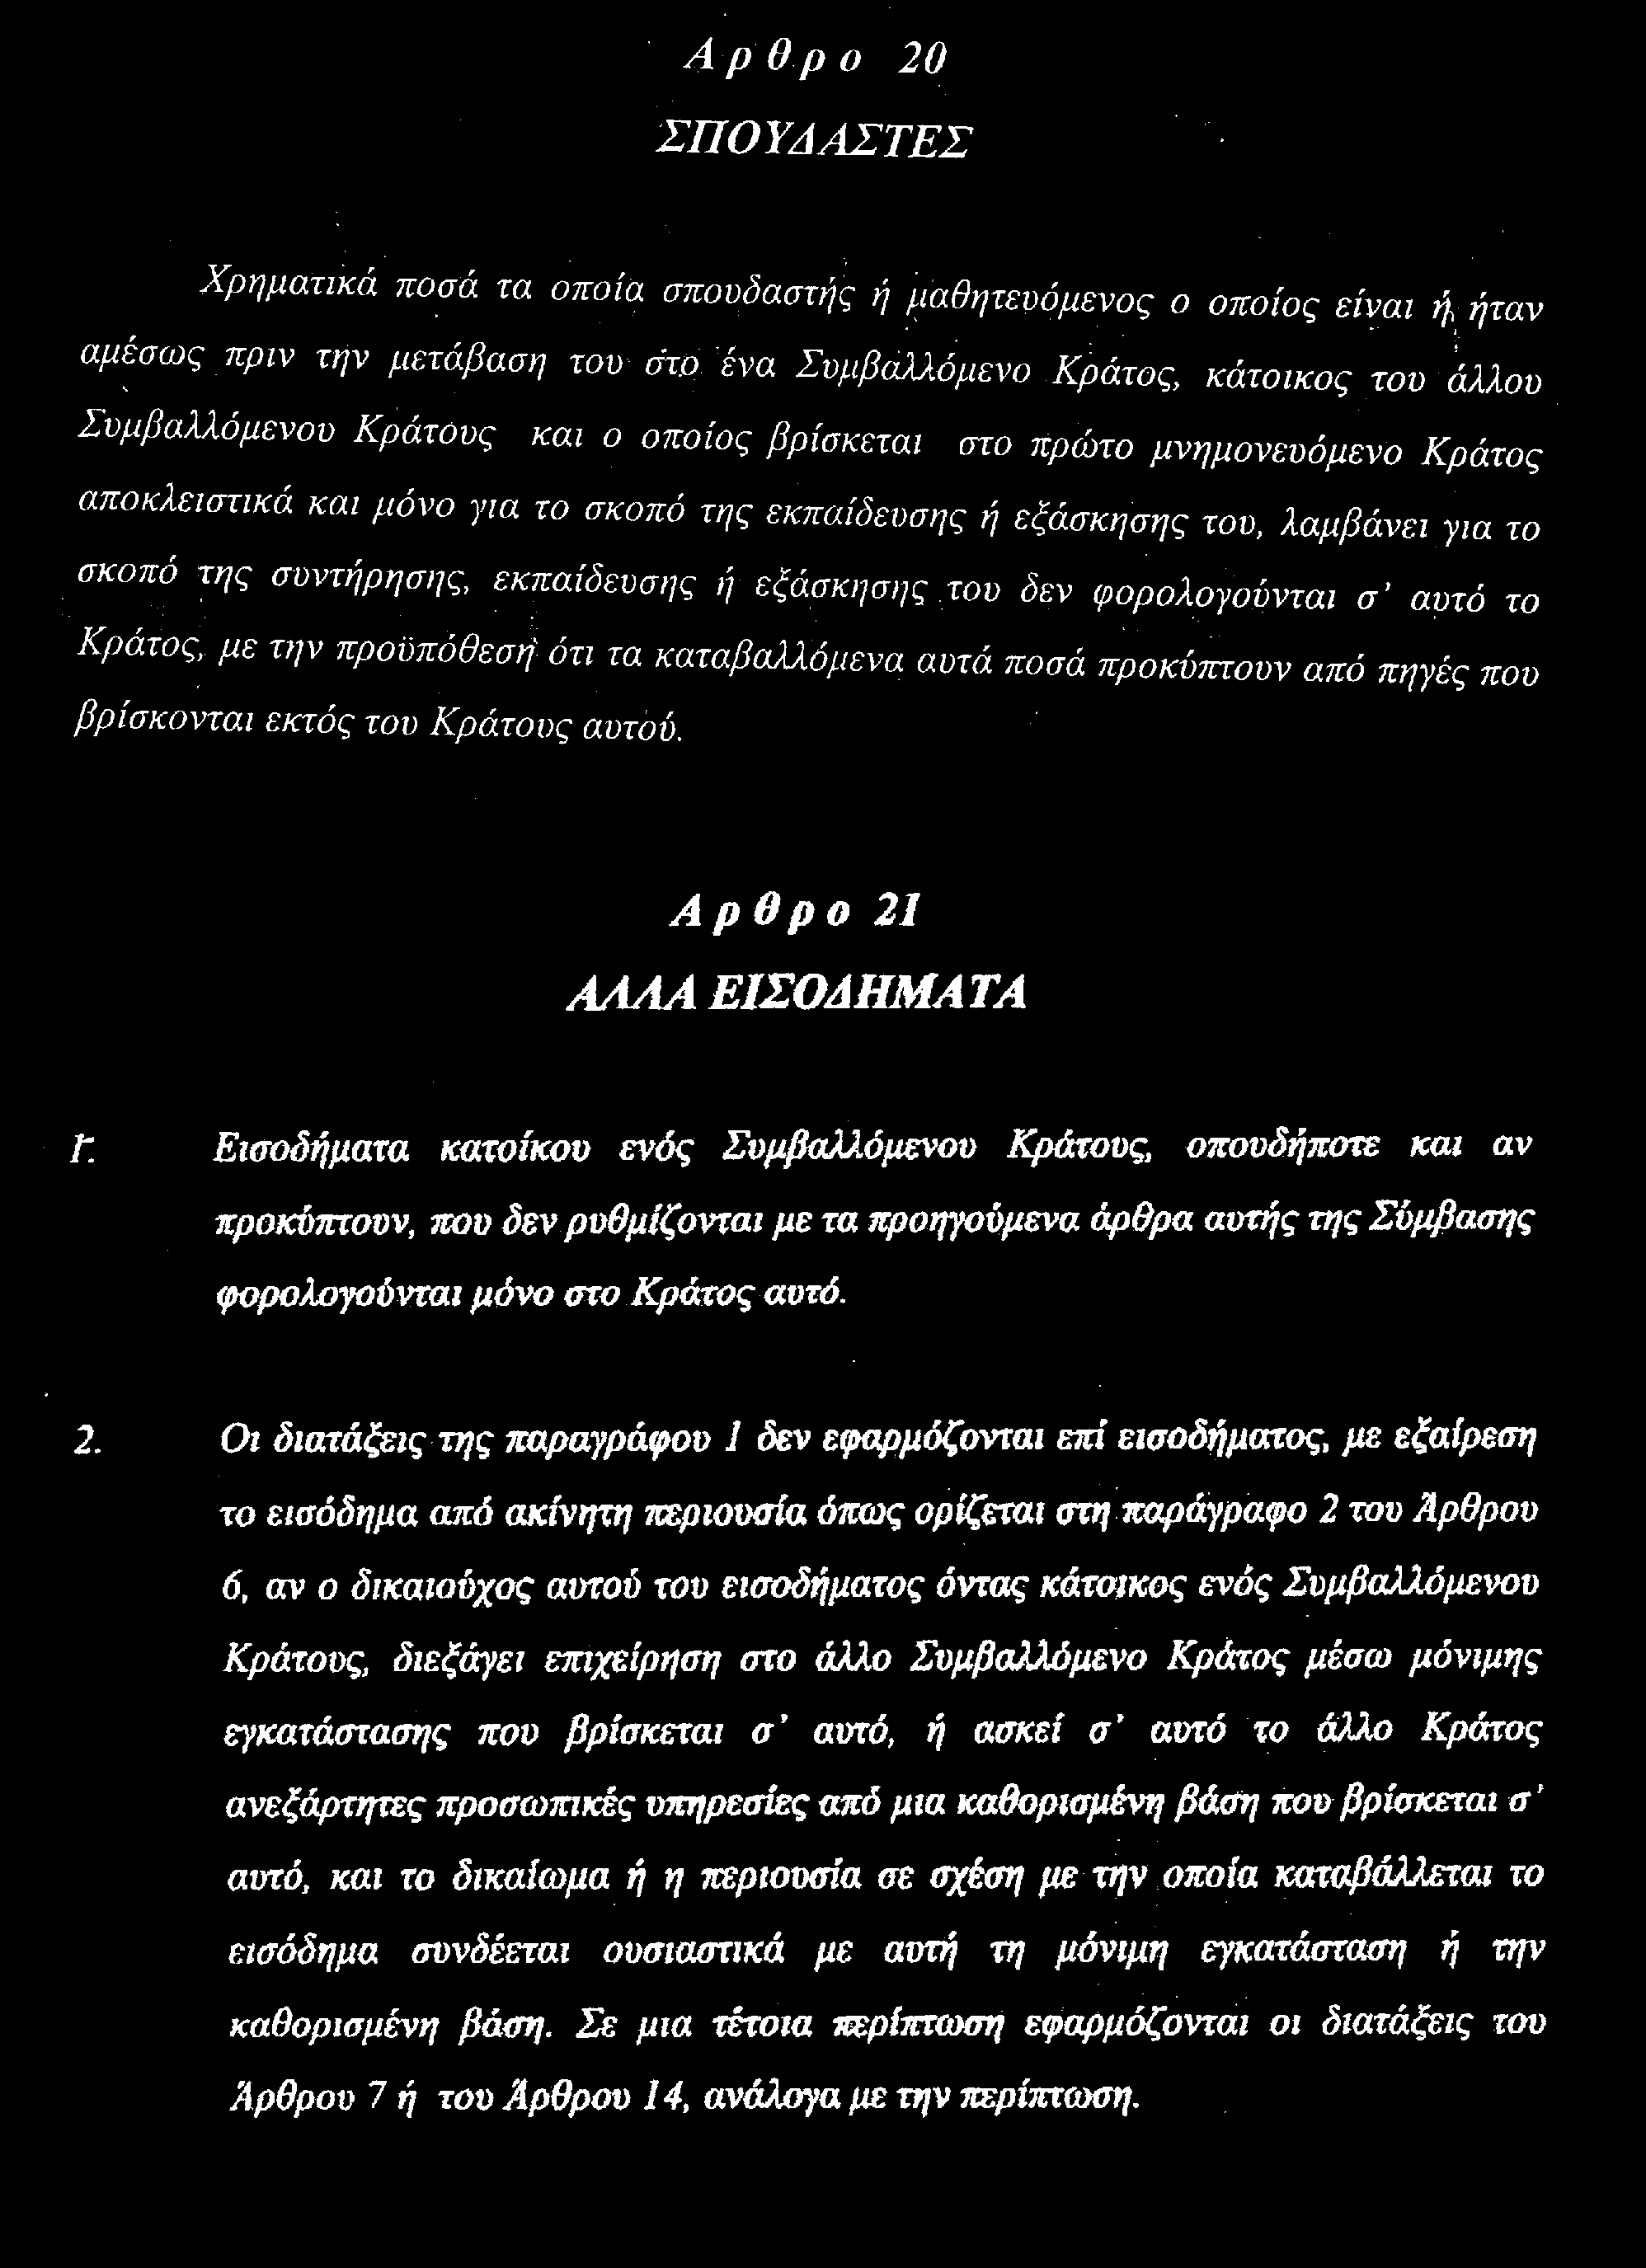 Αρθρο 20
ΣΠΟΥΔΑΣΤΕΣ
Χρηματικά ποσά τα οποία σπουδαστής ή μαθητευόμενος ο οποίος είναι ή ήταν
αμέσως πριν την μετάβαση του στο ένα Συμβαλλόμενο Κράτος, κάτοικος του άλλου
Συμβαλλόμενου Κράτους και ο οποίος βρίσκεται στο πρώτο μνημονευόμενο Κράτος
αποκλειστικά και μόνο για το σκοπό της εκπαίδευσης ή εξάσκησης του, λαμβάνει για το
σκοπό της συντήρησης, εκπαίδευσης ή εξάσκησης του δεν φορολογούνται σ' αυτό το
Κράτος, με την προϋπόθεση ότι τα καταβαλλόμενα αυτά ποσά προκύπτουν από πηγές που
βρίσκονται εκτός του Κράτους αυτού.
Αρθρο 21
ΑΛΛΑ ΕΙΣΟΔΗΜΑΤΑ
1. Εισοδήματα κατοίκου ενός Συμβαλλόμενου Κράτους, οπουδήποτε και αν
προκύπτουν, που δεν ρυθμίζονται με τα προηγούμενα άρθρα αυτής της Σύμβασης
φορολογούνται μόνο στο Κράτος αυτό.
2. Οι διατάξεις της παραγράφου 1 δεν εφαρμόζονται επί εισοδήματος, με εξαίρεση
το εισόδημα από ακίνητη περιουσία όπως ορίζεται στη παράγραφο 2 του Άρθρου
6, αν ο δικαιούχος αυτού του εισοδήματος όντας κάτοικος ενός Συμβαλλόμενου
Κράτους, διεξάγει επιχείρηση στο άλλο Συμβαλλόμενο Κράτος μέσω μόνιμης
εγκατάστασης που βρίσκεται σ' αυτό, ή ασκεί σ' αυτό το άλλο Κράτος
ανεξάρτητες προσωπικές υπηρεσίες από μια καθορισμένη βάση που βρίσκεται σ'
αυτό, και το δικαίωμα ή η περιουσία σε σχέση με την οποία καταβάλλεται το
εισόδημα συνδέεται ουσιαστικά με αυτή τη μόνιμη εγκατάσταση ή την
καθορισμένη βάση. Σε μια τέτοια περίπτωση εφαρμόζονται οι διατάξεις του
Άρθρου 7 ή του Άρθρου 14, ανάλογα με την περίπτωση.